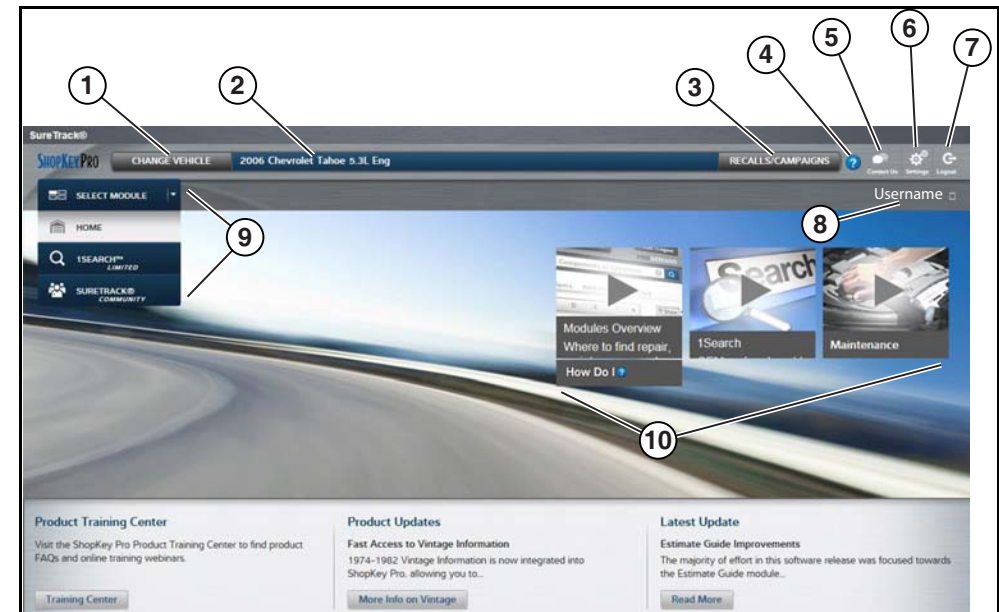 5
6
7
4
1
2
3
SureTrack®
SHOPKEYPRO
CHANGE VEHICLE
2006 Chevrolet Tahoe 5.3L Eng
RECALLS/CAMPAIGNS
?
Contact Us
Settings
Logout
SELECT MODULE
Username
8
HOME
9
1SEARCH™
LIMITED
SURETRACK®
COMMUNITY
Search
Modules Overview
Where to find repair,
1Search
Maintenance
How Do I ?
10
Product Training Center
Visit the ShopKey Pro Product Training Center to find product
FAQs and online training webinars.
Training Center
Product Updates
Fast Access to Vintage Information
1974–1982 Vintage Information is now integrated into
ShopKey Pro, allowing you to...
More Info on Vintage
Latest Update
Estimate Guide Improvements
The majority of effort in this software release was focused towards
the Estimate Guide module...
Read More